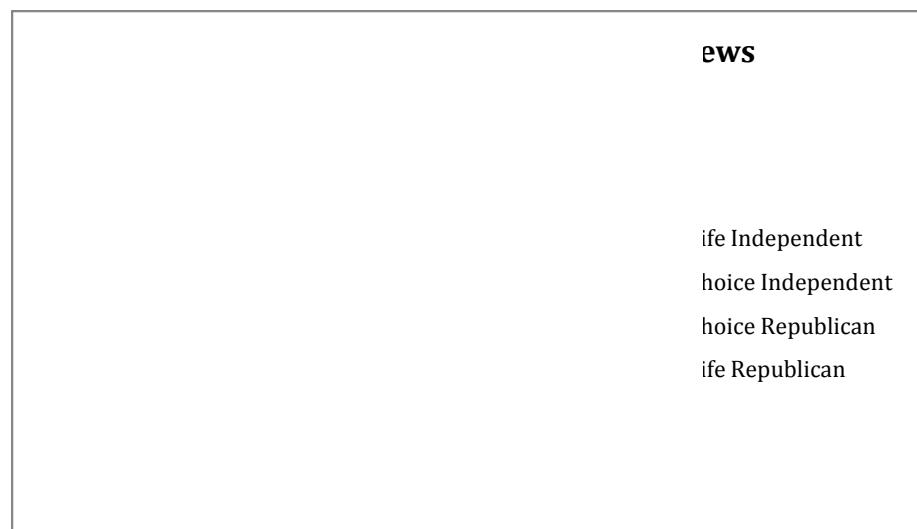 ews
ife Independent
hoice Independent
hoice Republican
ife Republican